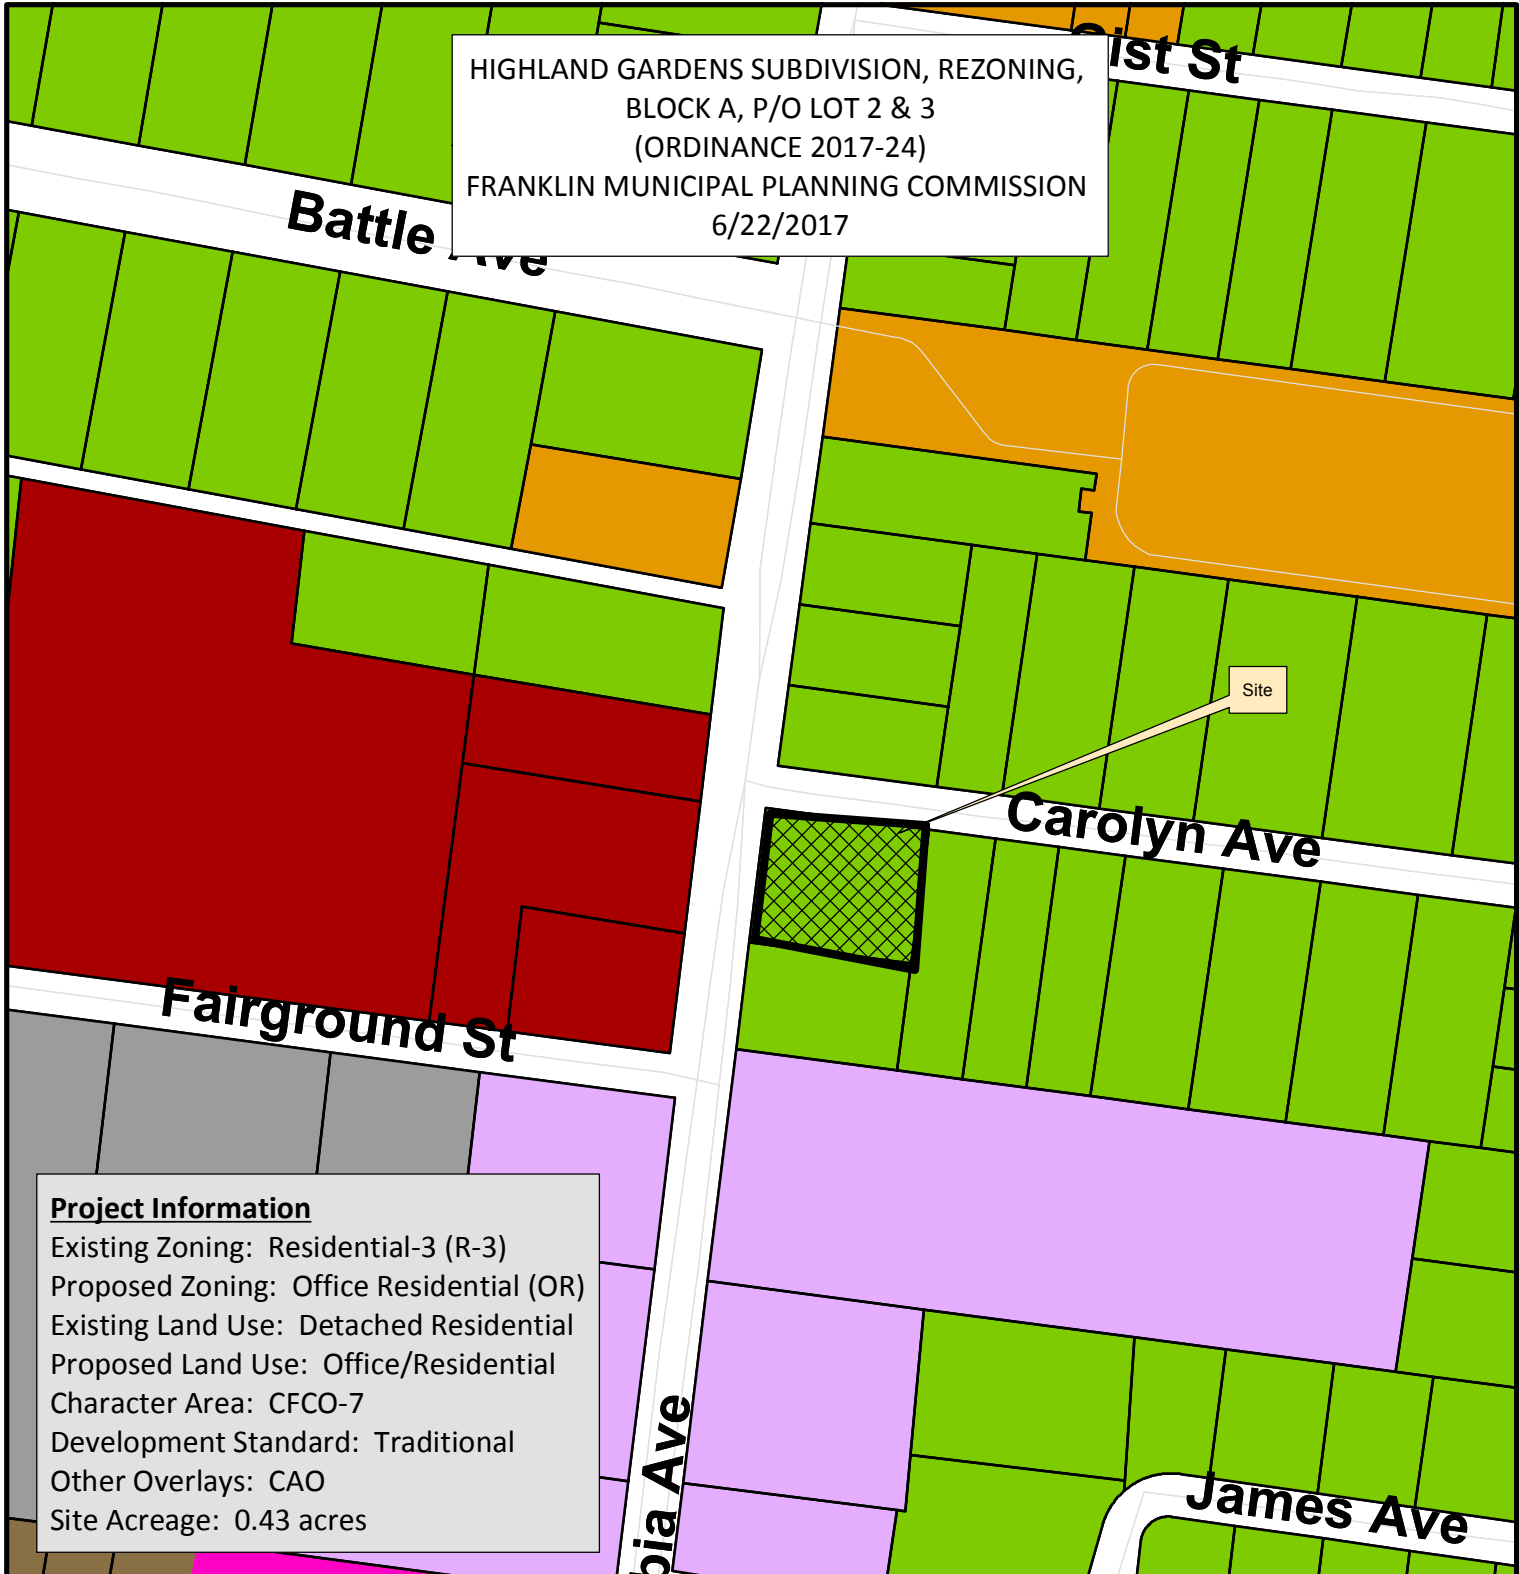 HIGHLAND GARDENS SUBDIVISION, REZONING,
BLOCK A, P/O LOT 2 & 3
(ORDINANCE 2017-24)
FRANKLIN MUNICIPAL PLANNING COMMISSION
6/22/2017
St
Battle Ave
Site
Carolyn Ave
Fairground St
Project Information
Existing Zoning: Residential-3 (R-3)
Proposed Zoning: Office Residential (OR)
Existing Land Use: Detached Residential
Proposed Land Use: Office/Residential
Character Area: CFCO-7
Development Standard: Traditional
Other Overlays: CAO
Site Acreage: 0.43 acres
bia Ave
James Ave